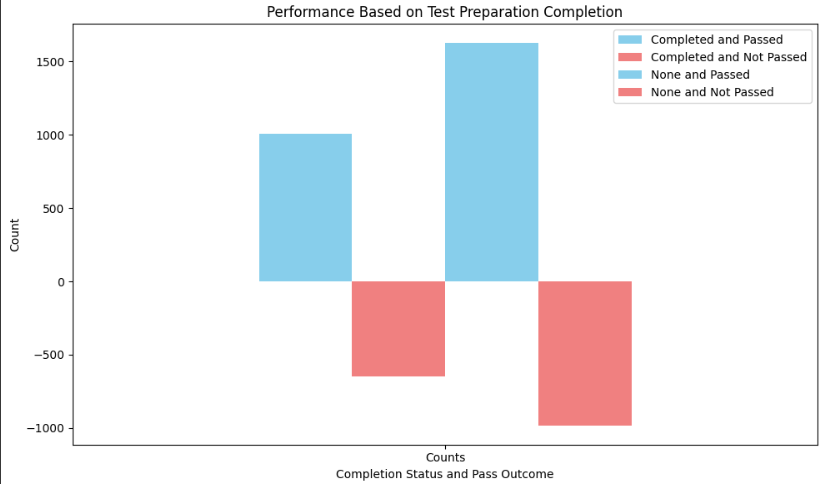 Performance Based on Test Preparation Completion
Completed and Passed
Completed and Not Passed
None and Passed
None and Not Passed
1500
1000
500
0
−500
−1000
Count
Counts
Completion Status and Pass Outcome